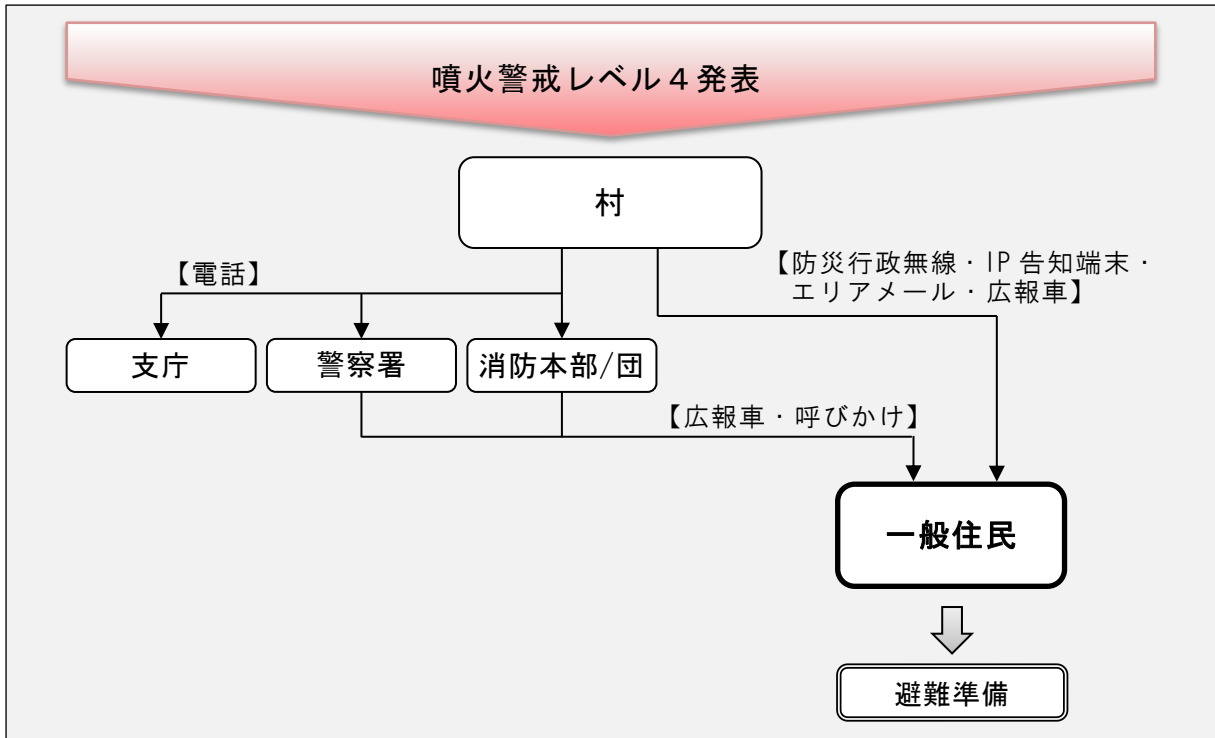 噴火警戒レベル４発表
村
【電話】
【防災行政無線・IP告知端末・
エリアメール・広報車】
支庁
警察署
消防本部/団
【広報車・呼びかけ】
一般住民
避難準備